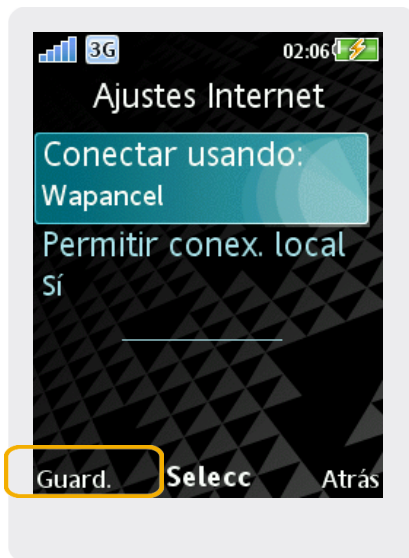 3G
02:06
Ajustes Internet
Conectar usando:
Wapancel
Permitir conex. local
Sí
Guard. Selecc Atrás